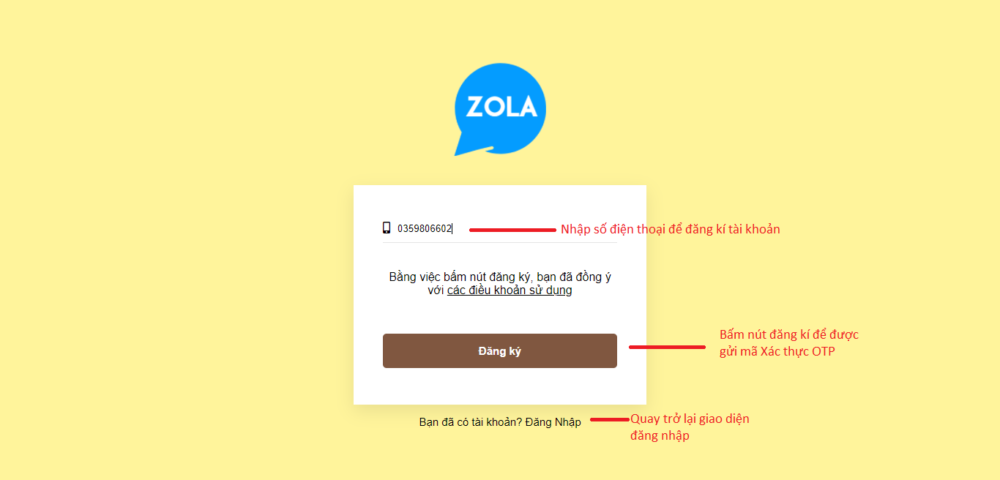 ZOLA
0359806602
Nhập số điện thoại để đăng kí tài khoản
Bằng việc bấm nút đăng ký, bạn đã đồng ý
với các điều khoản sử dụng
Bấm nút đăng kí để được
gửi mã Xác thực OTP
Đăng ký
Bạn đã có tài khoản? Đăng Nhập
Quay trở lại giao diện
đăng nhập